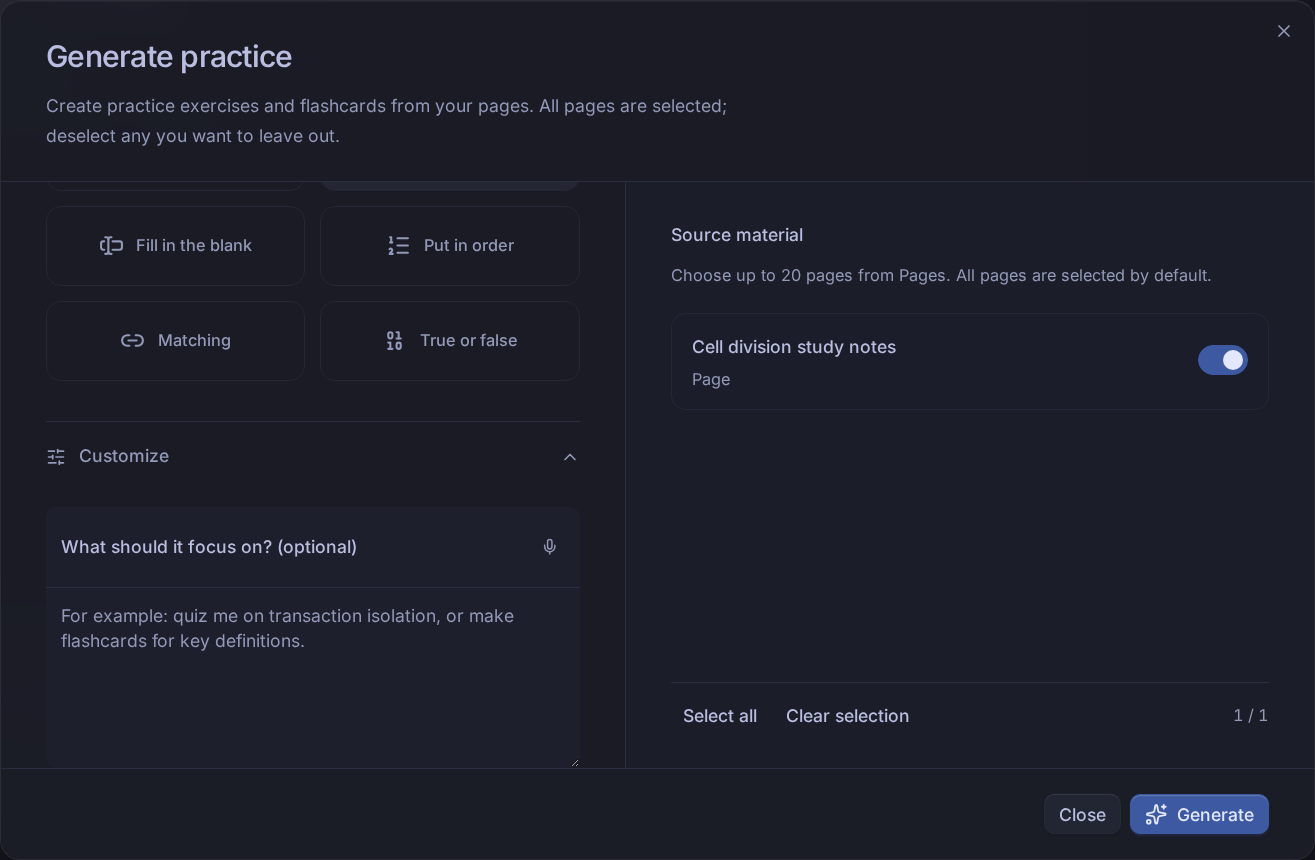 Generate practice
Create practice exercises and flashcards from your pages. All pages are selected;
deselect any you want to leave out.
Fill in the blank
Put in order
Matching
True or false
Customize
What should it focus on? (optional)
For example: quiz me on transaction isolation, or make
flashcards for key definitions.
Source material
Choose up to 20 pages from Pages. All pages are selected by default.
Cell division study notes
Page
Select all
Clear selection
1 / 1
Close
Generate